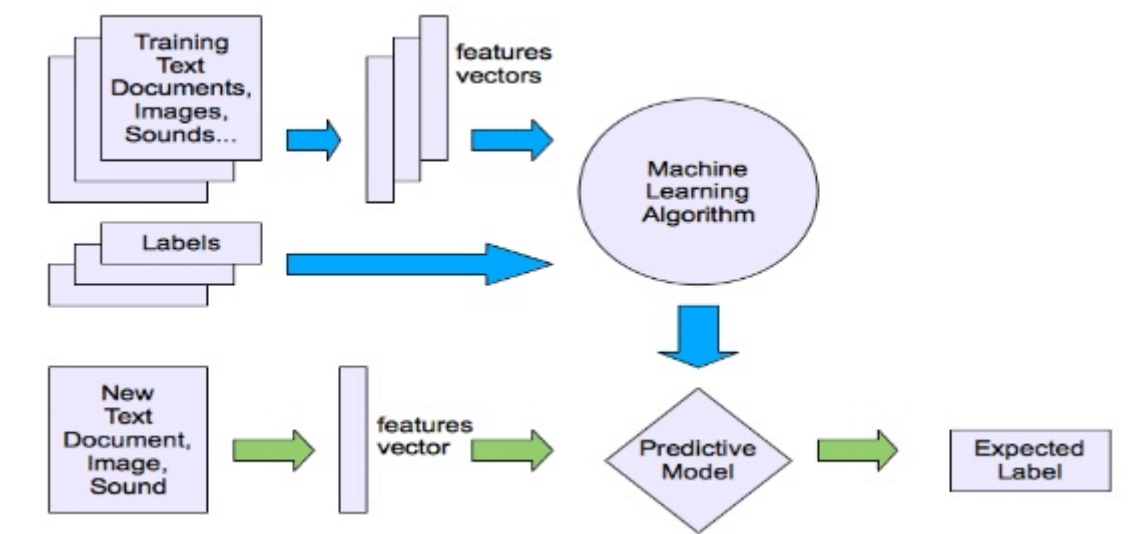 Training
Text
Documents,
Images,
Sounds...
features
vectors
Machine
Learning
Algorithm
Labels
New
Text
Document,
Image,
Sound
features
vector
Predictive
Model
Expected
Label